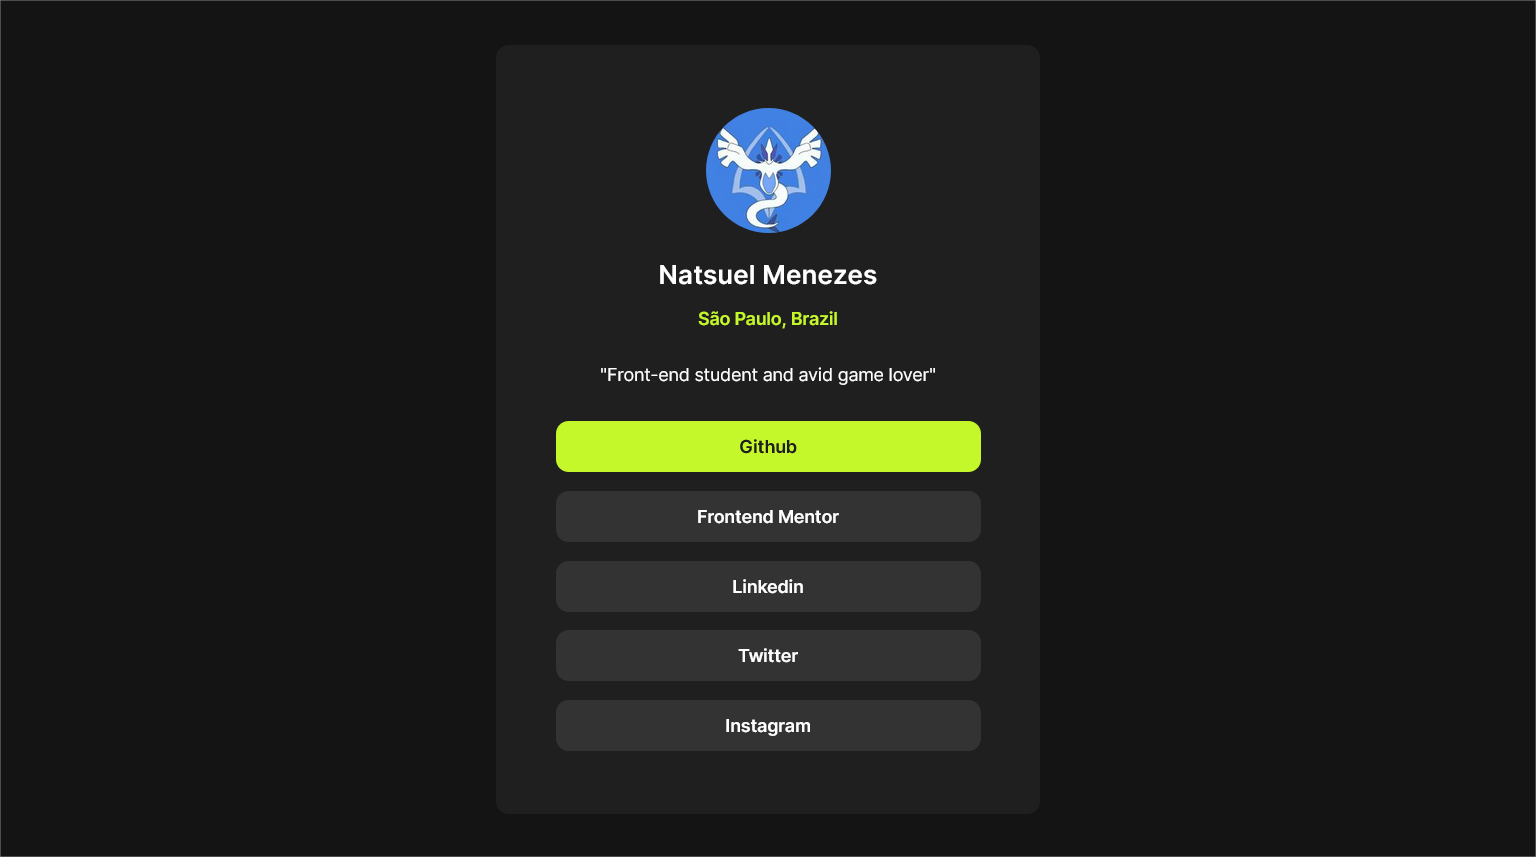 Natsuel Menezes
São Paulo, Brazil
"Front-end student and avid game lover"
Github
Frontend Mentor
Linkedin
Twitter
Instagram